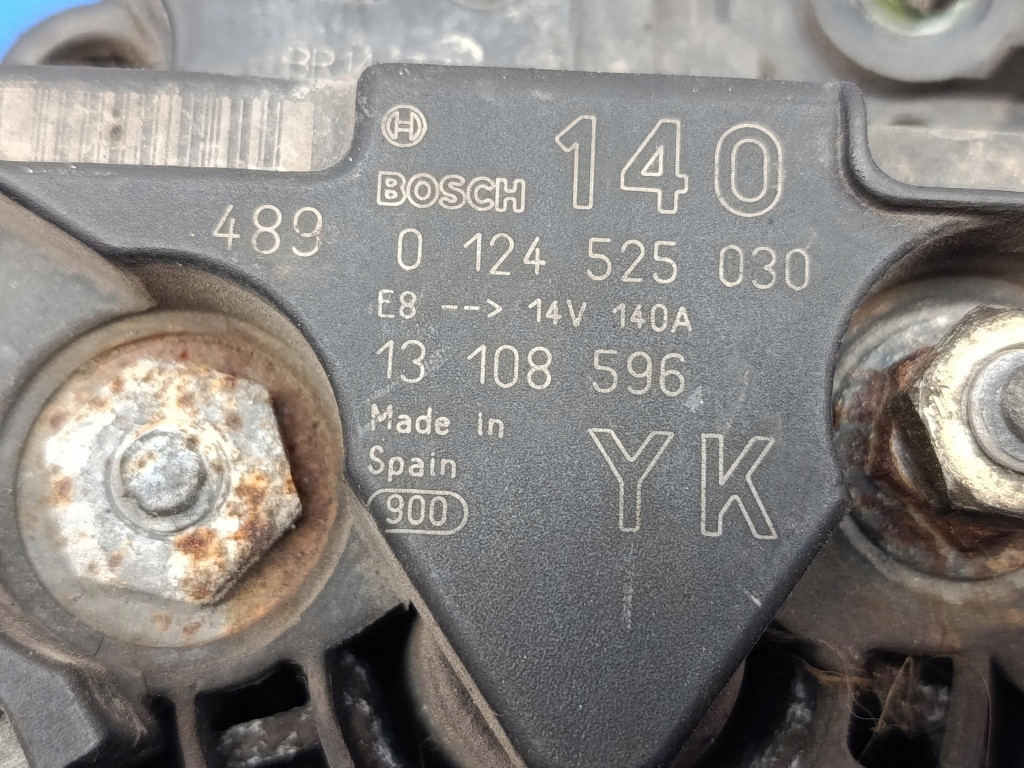 BOSCH 140
489 0 124 525 030
E8 --> 14V 140A
13 108 596
Made in
Spain
YK
900